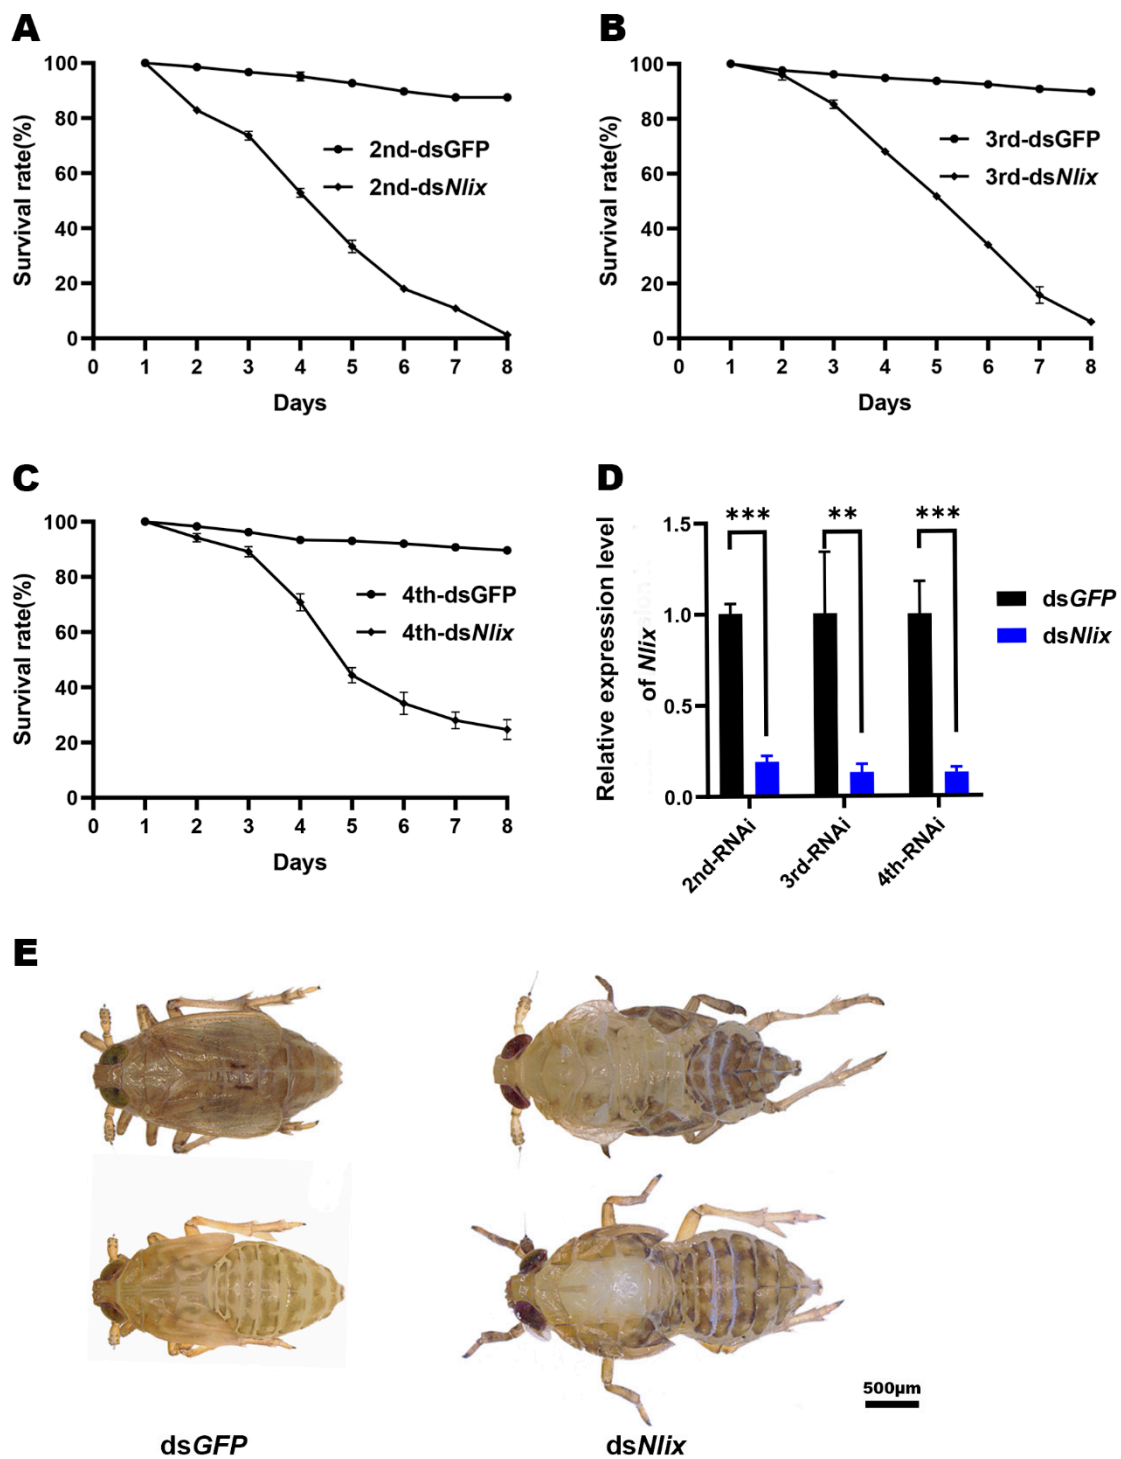 A
100
80
60
40
20
0
Survival rate(%)
2nd-dsGFP
2nd-dsNlix
0 1 2 3 4 5 6 7 8
Days
B
100
80
60
40
20
0
Survival rate(%)
3rd-dsGFP
3rd-dsNlix
0 1 2 3 4 5 6 7 8
Days
C
100
80
60
40
20
0
Survival rate(%)
4th-dsGFP
4th-dsNlix
0 1 2 3 4 5 6 7 8
Days
D
Relative expression level
of Nlix
1.5
1.0
0.5
0.0
*** ** ***
dsGFP
dsNlix
2nd-RNAi 3rd-RNAi 4th-RNAi
E
500μm
dsGFP dsNlix